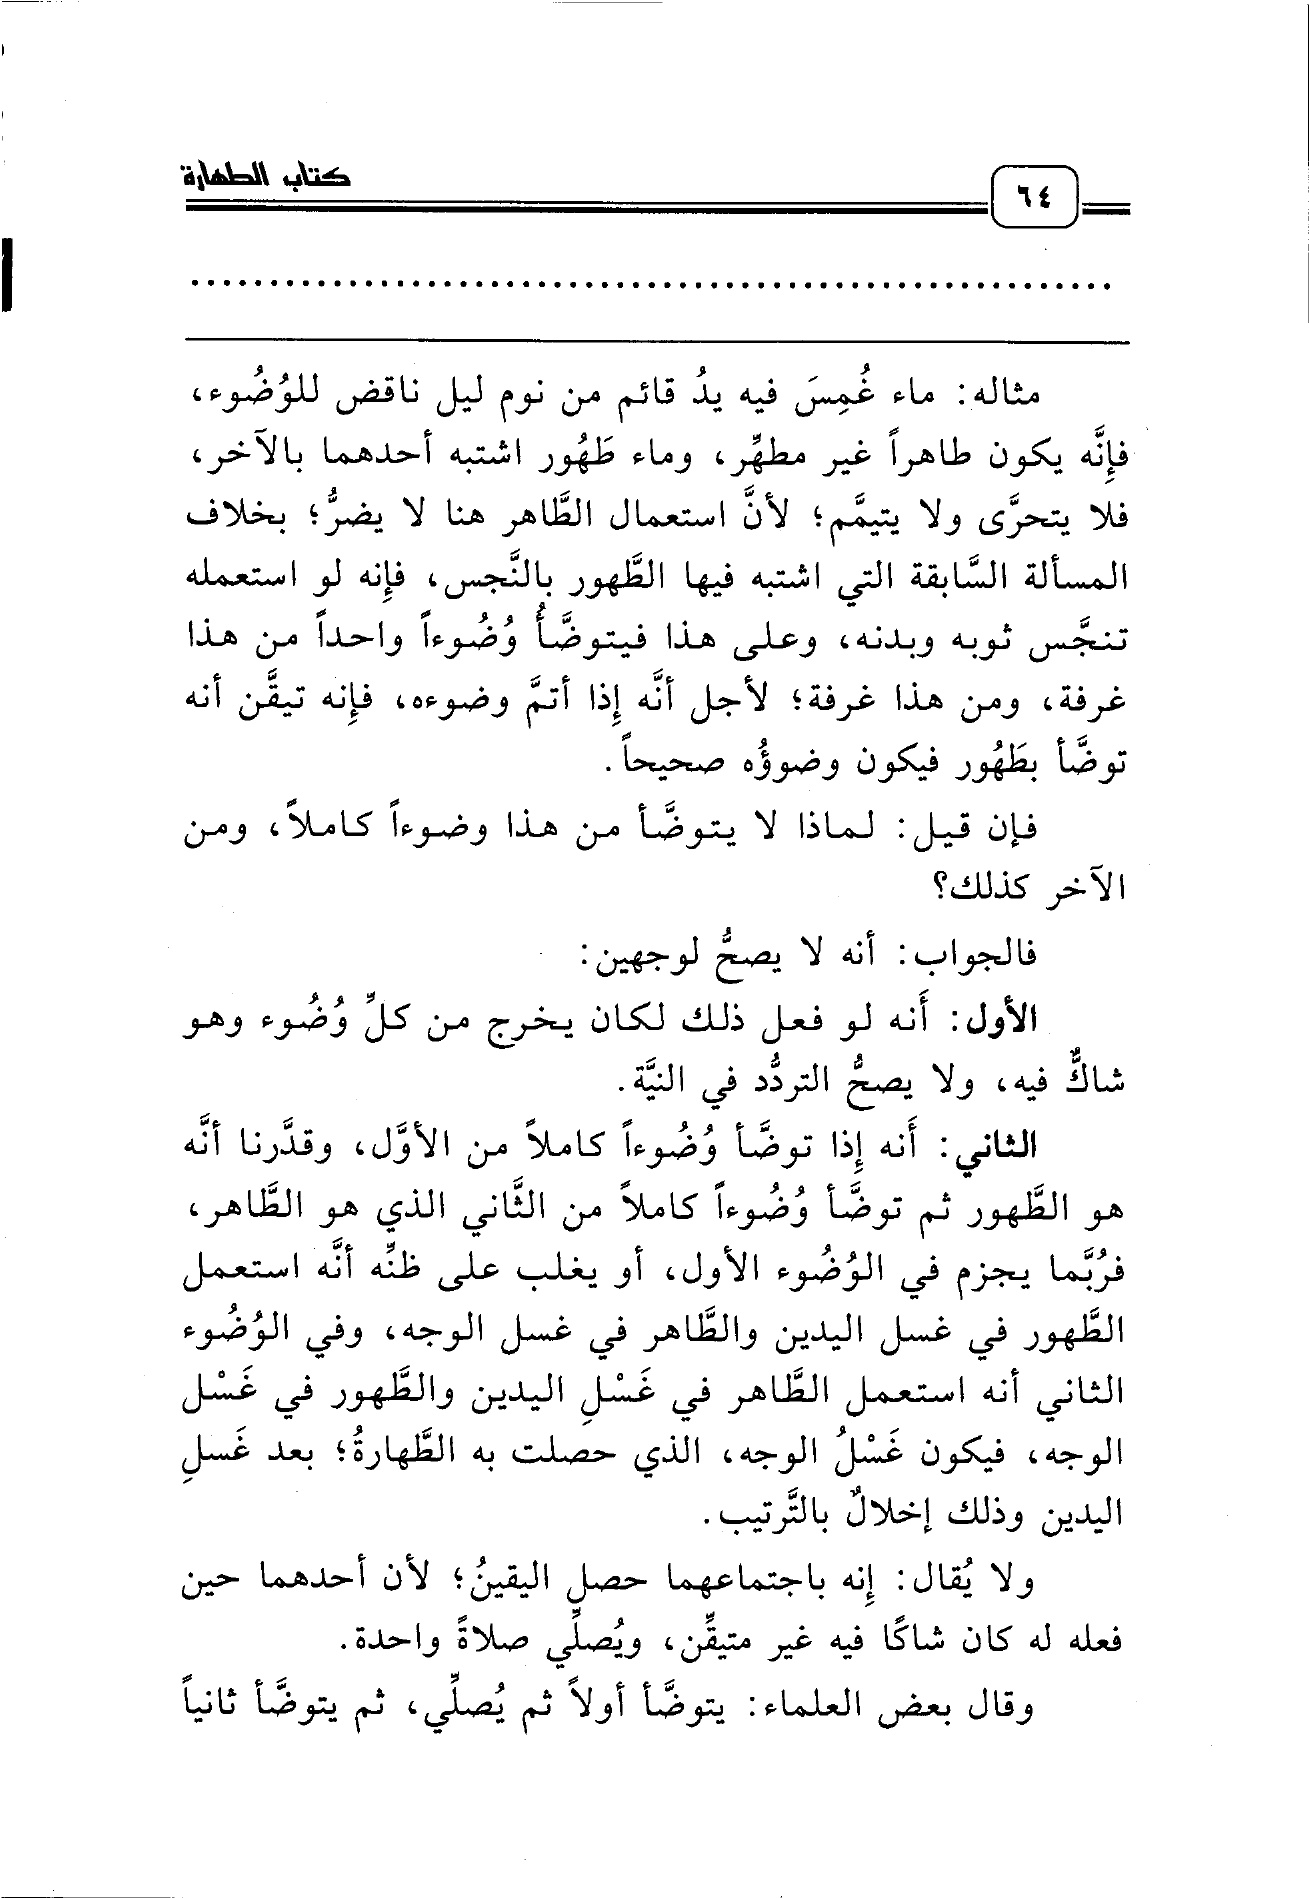 كتاب الطهارة
٦٤
مثاله: ماء غُمِسَ فيه يدُ قائم من نوم ليل ناقض للوُضُوء،
فإِنَّه يكون طاهراً غير مطهِّر، وماء طَهُور اشتبه أحدهما بالآخر،
فلا يتحرَّى ولا يتيمَّم؛ لأنَّ استعمال الطَّاهر هنا لا يضرُّ؛ بخلاف
المسألة السَّابقة التي اشتبه فيها الطَّهور بالنَّجس، فإِنه لو استعمله
تنجَّس ثوبه وبدنه، وعلى هذا فيتوضَّأُ وُضُوءاً واحداً من هذا
غرفة، ومن هذا غرفة؛ لأجل أنَّه إِذا أتمَّ وضوءه، فإِنه تيقَّن أنه
توضَّأ بطَهُور فيكون وضوؤُه صحيحاً.
فإن قيل: لماذا لا يتوضَّأ من هذا وضوءاً كاملاً، ومن
الآخر كذلك؟
فالجواب: أنه لا يصحُّ لوجهين:
الأول: أَنه لو فعل ذلك لكان يخرج من كلِّ وُضُوء وهو
شاكٌّ فيه، ولا يصحُّ التردُّد في النيَّة.
الثاني: أَنه إِذا توضَّأ وُضُوءاً كاملاً من الأوَّل، وقدَّرنا أنَّه
هو الطَّهور ثم توضَّأ وُضُوءاً كاملاً من الثَّاني الذي هو الطَّاهر،
فرُبَّما يجزم في الوُضُوء الأول، أو يغلب على ظنِّه أنَّه استعمل
الطَّهور في غسل اليدين والطَّاهر في غسل الوجه، وفي الوُضُوء
الثاني أنه استعمل الطَّاهر في غَسْلِ اليدين والطَّهور في غَسْل
الوجه، فيكون غَسْلُ الوجه، الذي حصلت به الطَّهارةُ؛ بعد غَسلِ
اليدين وذلك إخلالٌ بالتَّرتيب.
ولا يُقال: إِنه باجتماعهما حصل اليقينُ؛ لأن أحدهما حين
فعله له كان شاكًا فيه غير متيقِّن، ويُصلِّي صلاةً واحدة.
وقال بعض العلماء: يتوضَّأ أولاً ثم يُصلِّي، ثم يتوضَّأ ثانياً